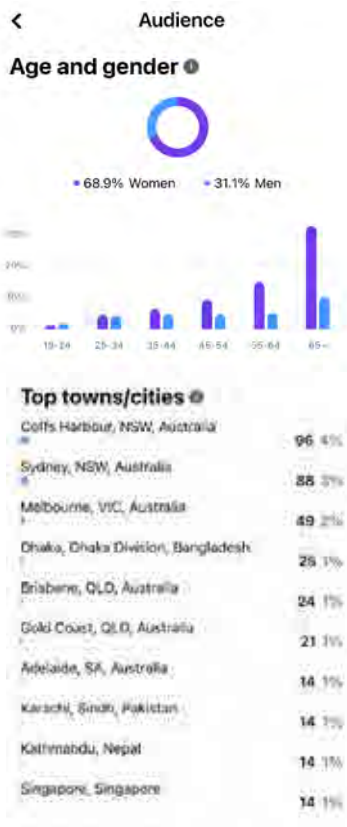 Audience
Age and gender
68.9% Women 31.1% Men
20%
10%
0%
19-24 25-34 35-44 45-54 55-64 65+
Top towns/cities
Coffs Harbour, NSW, Australia
96 4%
Sydney, NSW, Australia
88 3%
Melbourne, VIC, Australia
49 2%
Dhaka, Dhaka Division, Bangladesh
25 1%
Brisbane, QLD, Australia
24 1%
Gold Coast, QLD, Australia
21 1%
Adelaide, SA, Australia
14 1%
Karachi, Sindh, Pakistan
14 1%
Kathmandu, Nepal
14 1%
Singapore, Singapore
14 1%